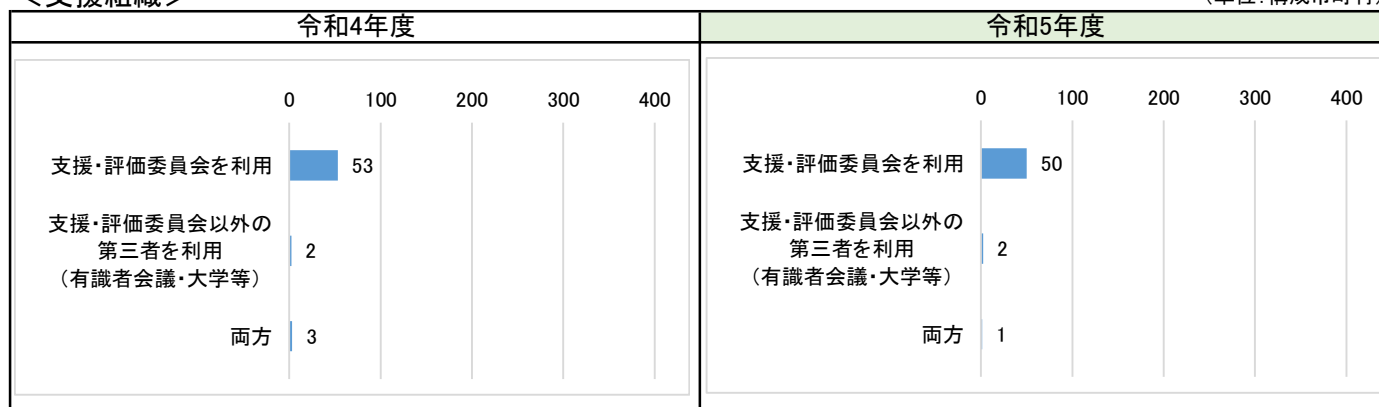 ＜支援組織＞
（単位：構成市町村）
令和4年度
0 100 200 300 400
支援・評価委員会を利用 53
支援・評価委員会以外の
第三者を利用 2
（有識者会議・大学等）
両方 3
令和5年度
0 100 200 300 400
支援・評価委員会を利用 50
支援・評価委員会以外の
第三者を利用 2
（有識者会議・大学等）
両方 1